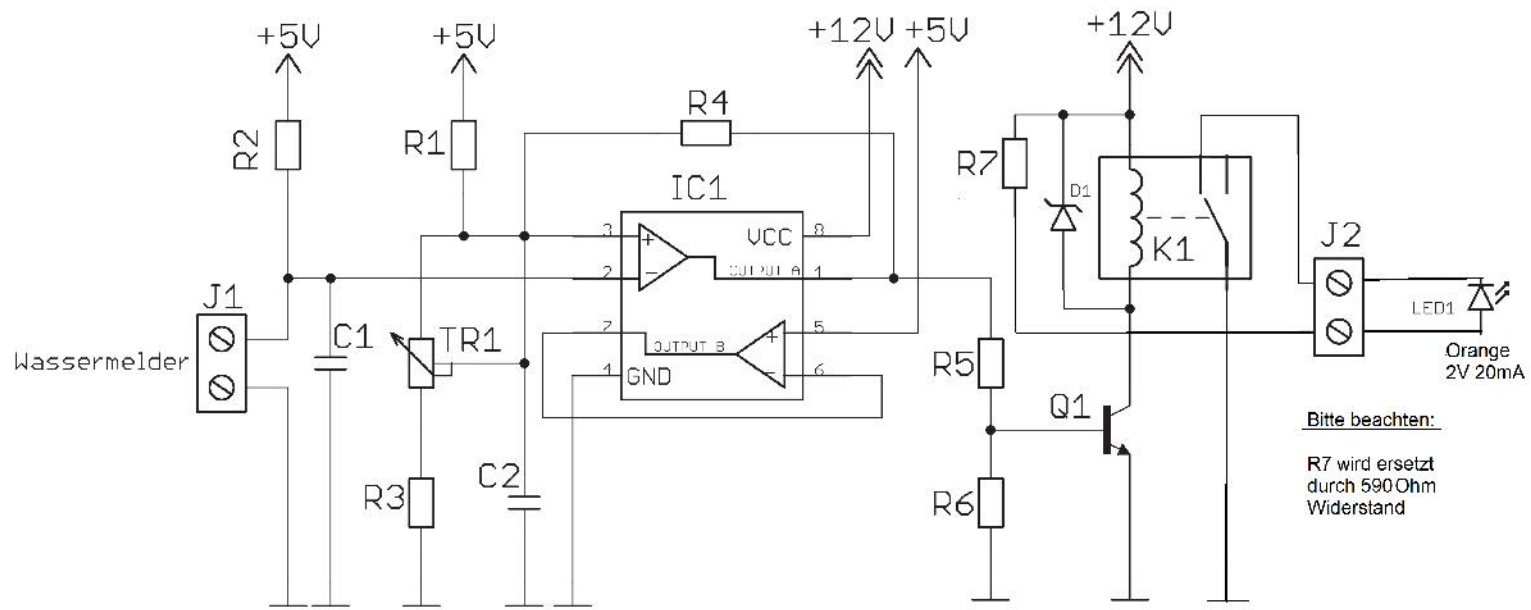 +5V
+5V
+12V
+5V
+12V
R2
R1
R4
R7
D1
K1
IC1
3
+
VCC
8
2
-
OUTPUT A
1
7
OUTPUT B
+
5
4
GND
-
6
J1
Wassermelder
C1
TR1
R3
C2
R5
R6
Q1
J2
LED1
Orange
2V 20mA
Bitte beachten:
R7 wird ersetzt
durch 590 Ohm
Widerstand